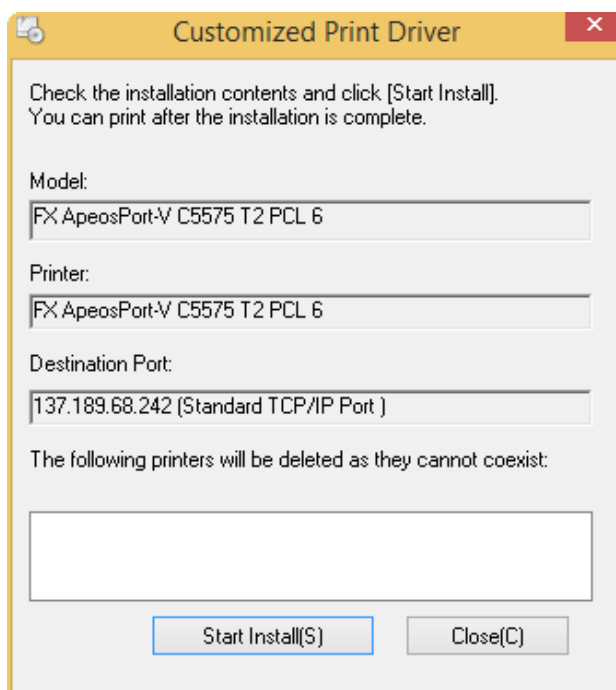 Customized Print Driver
Check the installation contents and click [Start Install].
You can print after the installation is complete.
Model:
FX ApeosPort-V C5575 T2 PCL 6
Printer:
FX ApeosPort-V C5575 T2 PCL 6
Destination Port:
137.189.68.242 (Standard TCP/IP Port )
The following printers will be deleted as they cannot coexist:
Start Install(S)
Close(C)